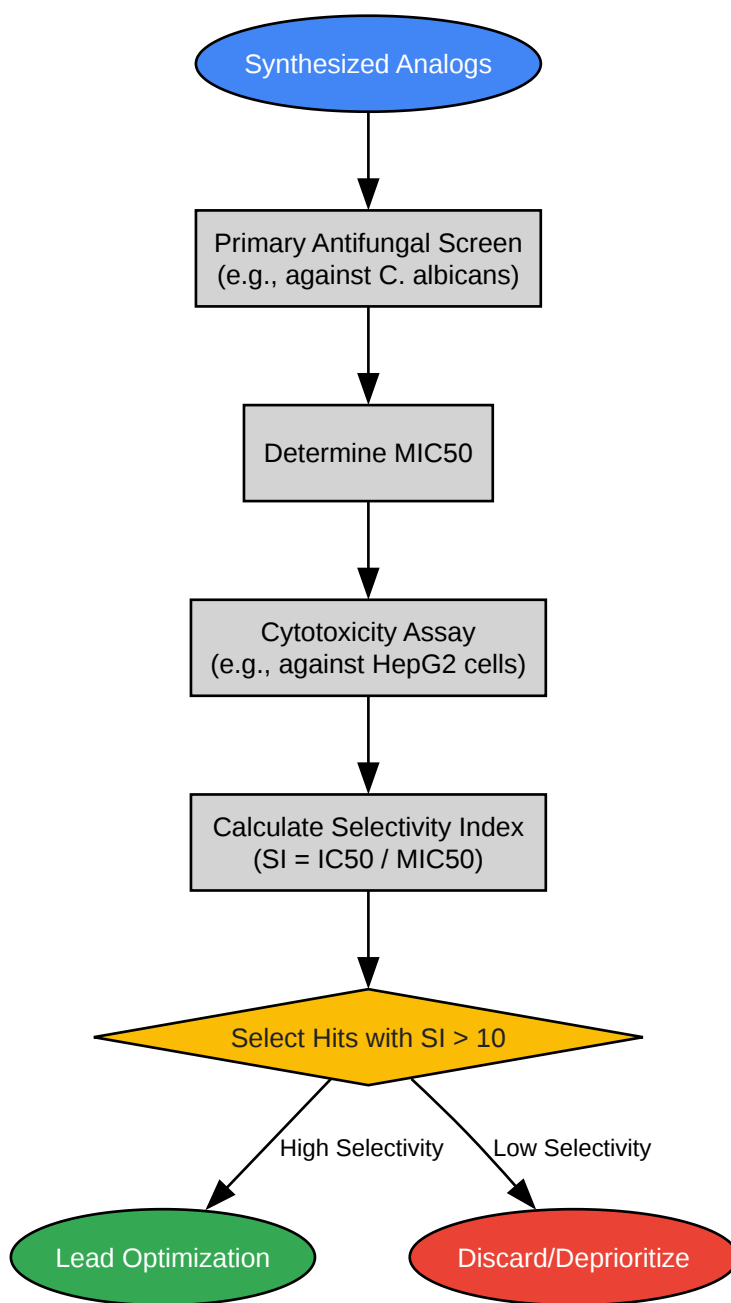 Synthesized Analogs
Primary Antifungal Screen
(e.g., against C. albicans)
Determine MIC50
Cytotoxicity Assay
(e.g., against HepG2 cells)
Calculate Selectivity Index
(SI = IC50 / MIC50)
Select Hits with SI > 10
High Selectivity
Low Selectivity
Lead Optimization
Discard/Deprioritize